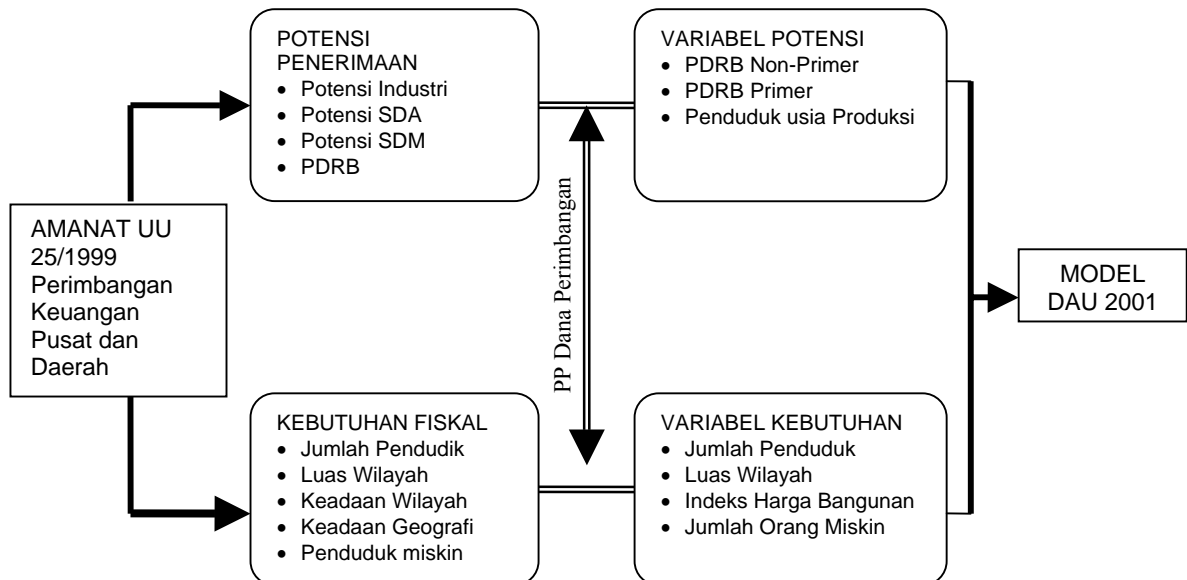 POTENSI
PENERIMAAN
• Potensi Industri
• Potensi SDA
• Potensi SDM
• PDRB
VARIABEL POTENSI
• PDRB Non-Primer
• PDRB Primer
• Penduduk usia Produksi
AMANAT UU
25/1999
Perimbangan
Keuangan
Pusat dan
Daerah
PP Dana Perimbangan
MODEL
DAU 2001
KEBUTUHAN FISKAL
• Jumlah Pendudik
• Luas Wilayah
• Keadaan Wilayah
• Keadaan Geografi
• Penduduk miskin
VARIABEL KEBUTUHAN
• Jumlah Penduduk
• Luas Wilayah
• Indeks Harga Bangunan
• Jumlah Orang Miskin